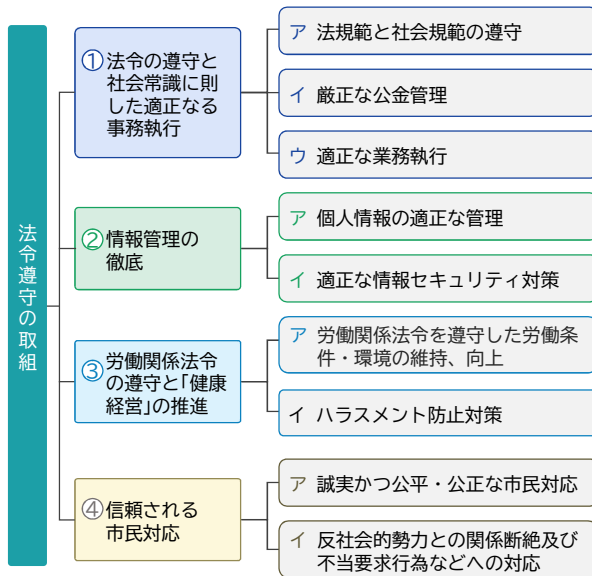 法令遵守の取組
①法令の遵守と
社会常識に則
した適正なる
事務執行
ア 法規範と社会規範の遵守
イ 厳正な公金管理
ウ 適正な業務執行
②情報管理の
徹底
ア 個人情報の適正な管理
イ 適正な情報セキュリティ対策
③労働関係法令
の遵守と「健康
経営」の推進
ア 労働関係法令を遵守した労働条
件・環境の維持、向上
イ ハラスメント防止対策
④信頼される
市民対応
ア 誠実かつ公平・公正な市民対応
イ 反社会的勢力との関係断絶及び
不当要求行為などへの対応